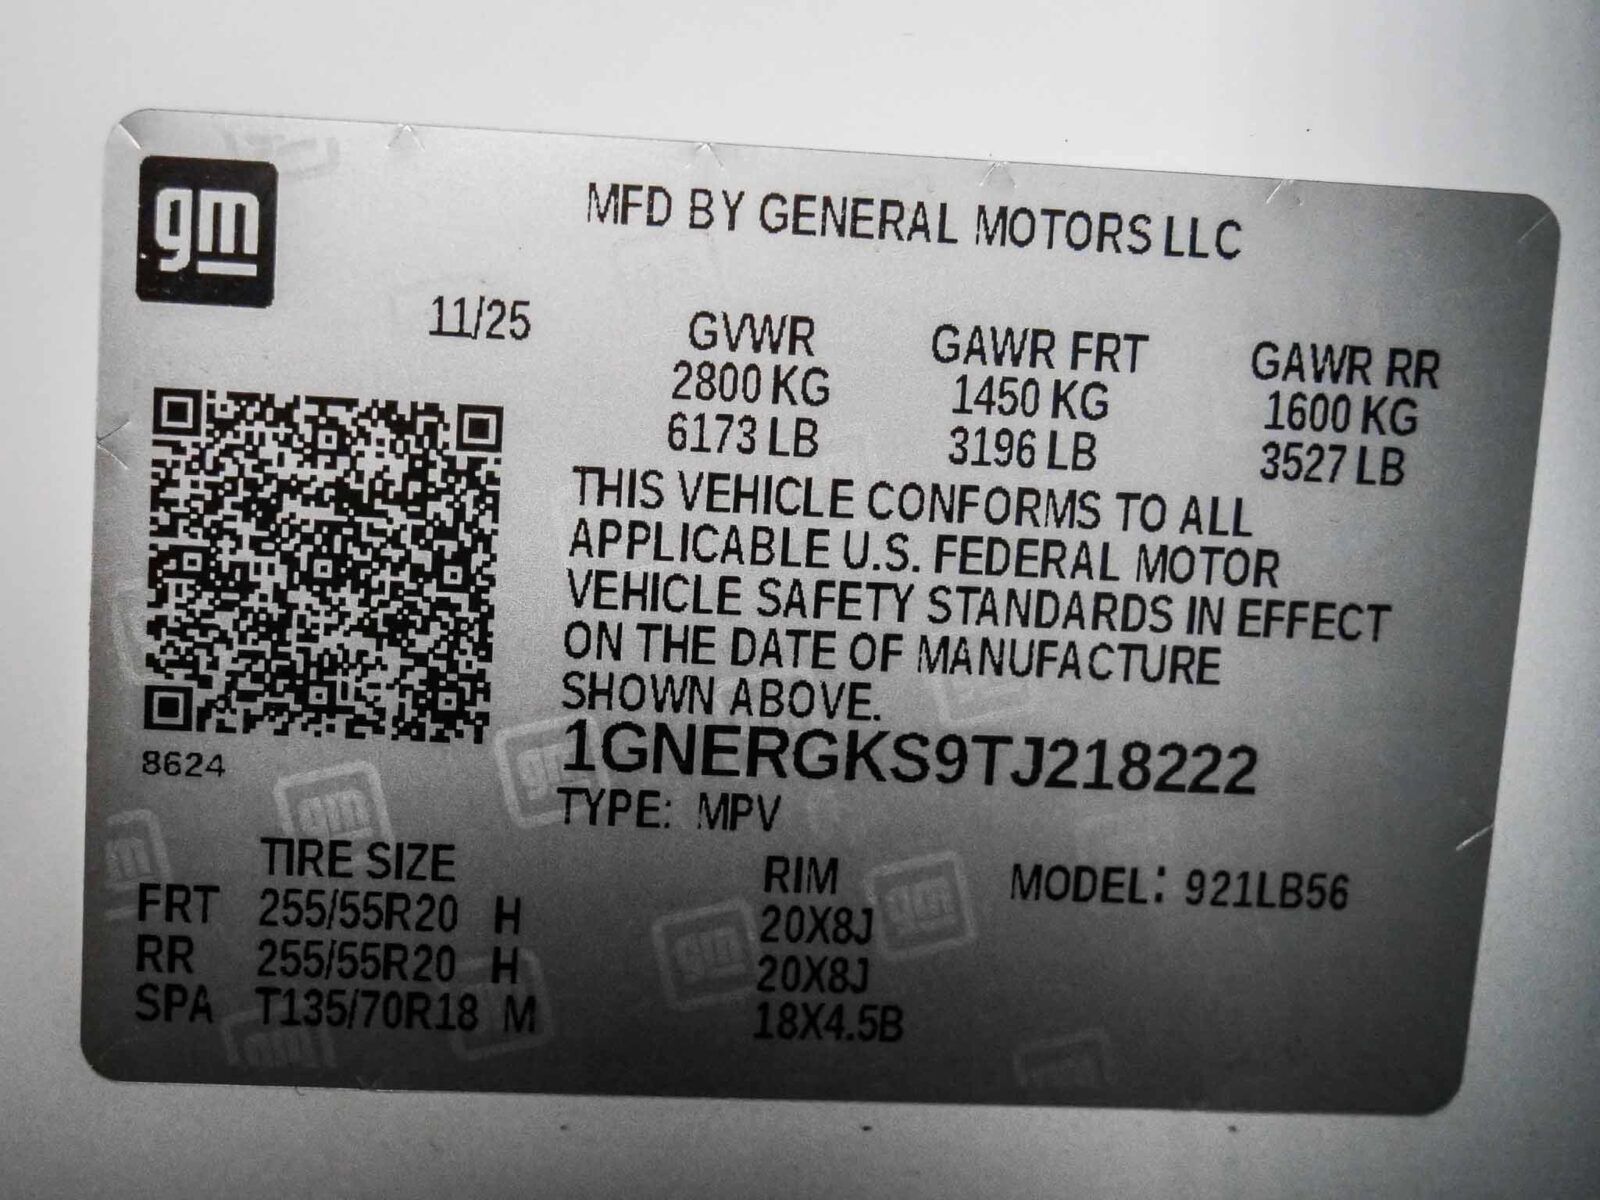 gm
MFD BY GENERAL MOTORS LLC
11/25
GVWR GAWR FRT GAWR RR
2800 KG 1450 KG 1600 KG
6173 LB 3196 LB 3527 LB
THIS VEHICLE CONFORMS TO ALL
APPLICABLE U.S. FEDERAL MOTOR
VEHICLE SAFETY STANDARDS IN EFFECT
ON THE DATE OF MANUFACTURE
SHOWN ABOVE.
8624
1GNERGKS9TJ218222
TYPE: MPV
TIRE SIZE RIM MODEL: 921LB56
FRT 255/55R20 H 20X8J
RR 255/55R20 H 20X8J
SPA T135/70R18 M 18X4.5B